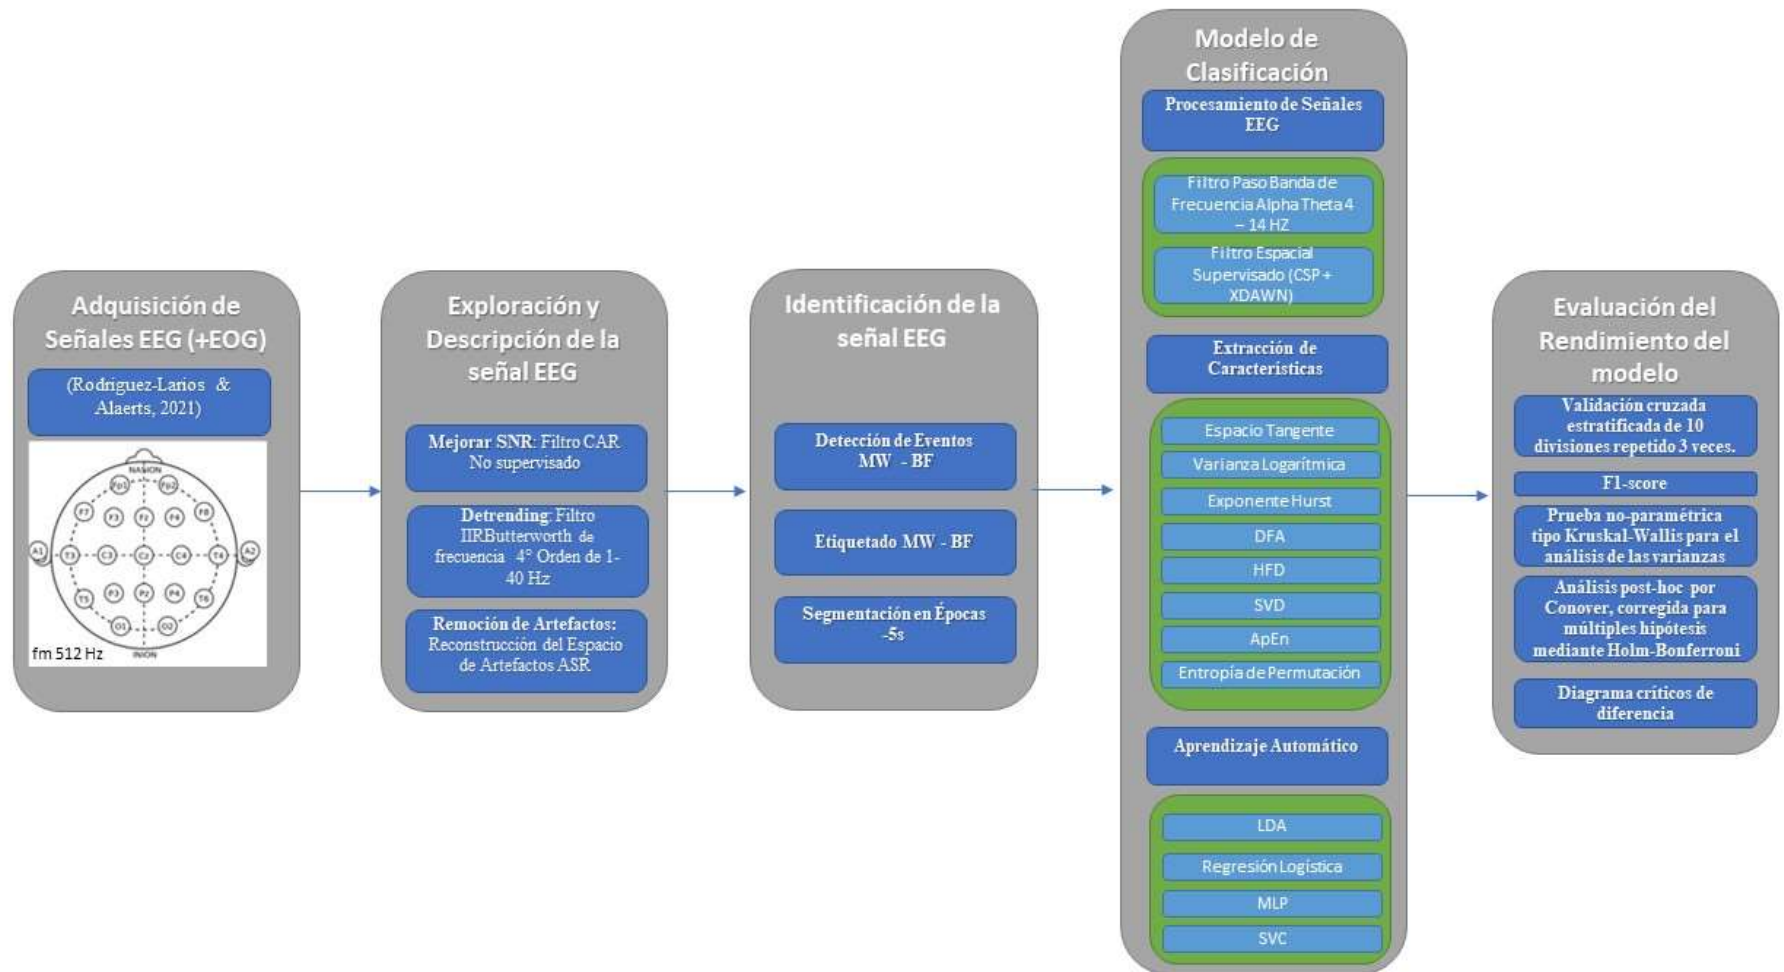 Adquisición de
Señales EEG (+EOG)
(Rodriguez-Larios &
Alaerts, 2021)
NASION
Fp1 Fp2
F7 F3 Fz F4 F8
A1 T3 C3 Cz C4 T4 A2
T5 P3 Pz P4 T6
O1 O2
INION
fm 512 Hz
Exploración y
Descripción de la
señal EEG
Mejorar SNR: Filtro CAR
No supervisado
Detrending: Filtro
IIRButterworth de
frecuencia 4° Orden de 1-
40 Hz
Remoción de Artefactos:
Reconstrucción del Espacio
de Artefactos ASR
Identificación de la
señal EEG
Detección de Eventos
MW - BF
Etiquetado MW - BF
Segmentación en Épocas
-5s
Modelo de
Clasificación
Procesamiento de Señales
EEG
Filtro Paso Banda de
Frecuencia Alpha Theta 4
– 14 HZ
Filtro Espacial
Supervisado (CSP +
XDAWN)
Extracción de
Características
Espacio Tangente
Varianza Logarítmica
Exponente Hurst
DFA
HFD
SVD
ApEn
Entropía de Permutación
Aprendizaje Automático
LDA
Regresión Logística
MLP
SVC
Evaluación del
Rendimiento del
modelo
Validación cruzada
estratificada de 10
divisiones repetido 3 veces.
F1-score
Prueba no-paramétrica
tipo Kruskal-Wallis para el
análisis de las varianzas
Análisis post-hoc por
Conover, corregida para
múltiples hipótesis
mediante Holm-Bonferroni
Diagrama críticos de
diferencia